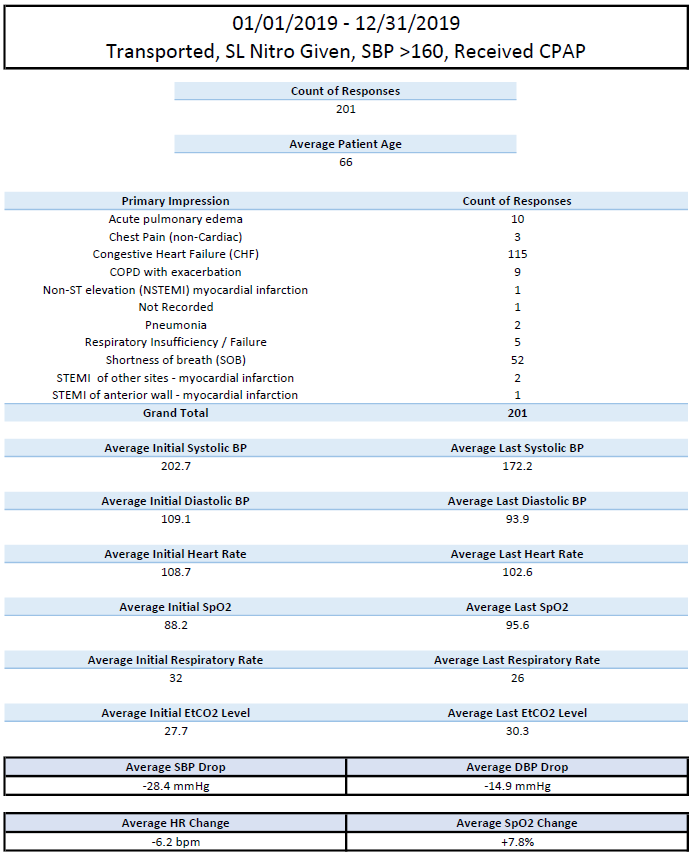 01/01/2019 - 12/31/2019
Transported, SL Nitro Given, SBP >160, Received CPAP
Count of Responses
201
Average Patient Age
66
Primary Impression Count of Responses
Acute pulmonary edema 10
Chest Pain (non-Cardiac) 3
Congestive Heart Failure (CHF) 115
COPD with exacerbation 9
Non-ST elevation (NSTEMI) myocardial infarction 1
Not Recorded 1
Pneumonia 2
Respiratory Insufficiency / Failure 5
Shortness of breath (SOB) 52
STEMI of other sites - myocardial infarction 2
STEMI of anterior wall - myocardial infarction 1
Grand Total 201
Average Initial Systolic BP Average Last Systolic BP
202.7 172.2
Average Initial Diastolic BP Average Last Diastolic BP
109.1 93.9
Average Initial Heart Rate Average Last Heart Rate
108.7 102.6
Average Initial SpO2 Average Last SpO2
88.2 95.6
Average Initial Respiratory Rate Average Last Respiratory Rate
32 26
Average Initial EtCO2 Level Average Last EtCO2 Level
27.7 30.3
Average SBP Drop Average DBP Drop
-28.4 mmHg -14.9 mmHg
Average HR Change Average SpO2 Change
-6.2 bpm +7.8%